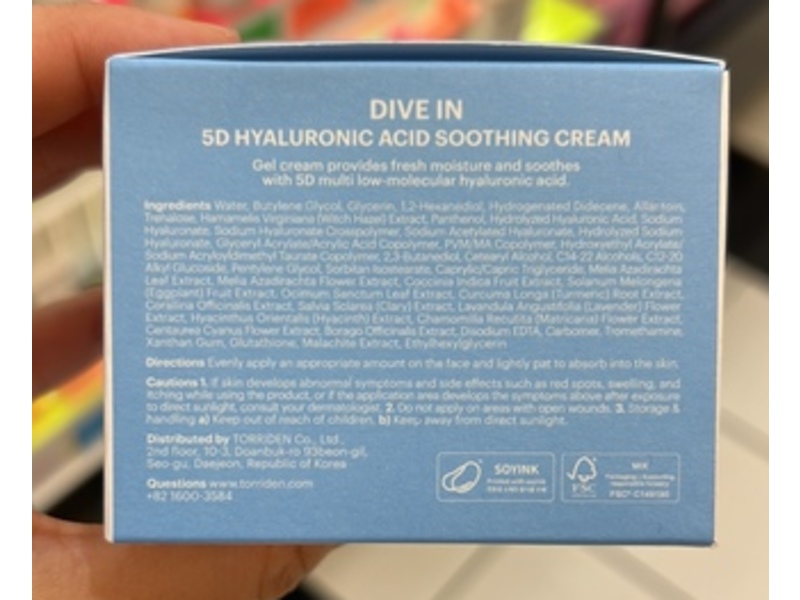 DIVE IN
5D HYALURONIC ACID SOOTHING CREAM
Gel cream provides fresh moisture and soothes
with 5D multi low-molecular hyaluronic acid.
Ingredients Water, Butylene Glycol, Glycerin, 1,2-Hexanediol, Hydrogenated Didecene, Allantoin,
Trehalose, Hamamelis Virginiana (Witch Hazel) Extract, Panthenol, Hydrolyzed Hyaluronic Acid, Sodium
Hyaluronate, Sodium Hyaluronate Crosspolymer, Sodium Acetylated Hyaluronate, Hydrolyzed Sodium
Hyaluronate, Glyceryl Acrylate/Acrylic Acid Copolymer, PVM/MA Copolymer, Hydroxyethyl Acrylate/
Sodium Acryloyldimethyl Taurate Copolymer, 2,3-Butanediol, Cetearyl Alcohol, C14-22 Alcohols, C12-20
Alkyl Glucoside, Pentylene Glycol, Sorbitan Isostearate, Caprylic/Capric Triglyceride, Melia Azadirachta
Leaf Extract, Melia Azadirachta Flower Extract, Coccinia Indica Fruit Extract, Solanum Melongena
(Eggplant) Fruit Extract, Ocimum Sanctum Leaf Extract, Curcuma Longa (Turmeric) Root Extract,
Corallina Officinalis Extract, Salvia Sclarea (Clary) Extract, Lavandula Angustifolia (Lavender) Flower
Extract, Hyacinthus Orientalis (Hyacinth) Extract, Chamomilla Recutita (Matricaria) Flower Extract,
Centaurea Cyanus Flower Extract, Borago Officinalis Extract, Disodium EDTA, Carbomer, Tromethamine,
Xanthan Gum, Glutathione, Malachite Extract, Ethylhexylglycerin
Directions Evenly apply an appropriate amount on the face and lightly pat to absorb into the skin.
Cautions 1. If skin develops abnormal symptoms and side effects such as red spots, swelling, and
itching while using the product, or if the application area develops the symptoms above after exposure
to direct sunlight, consult your dermatologist. 2. Do not apply on areas with open wounds. 3. Storage &
handling a) Keep out of reach of children. b) Keep away from direct sunlight.
Distributed by TORRIDEN Co., Ltd.,
2nd floor, 10-3, Doanbuk-ro 93beon-gil,
Seo-gu, Daejeon, Republic of Korea
Questions www.torriden.com
+82 1600-3584
SOYINK
Printed with soy ink
FSC
MIX
Packaging | Supporting
responsible forestry